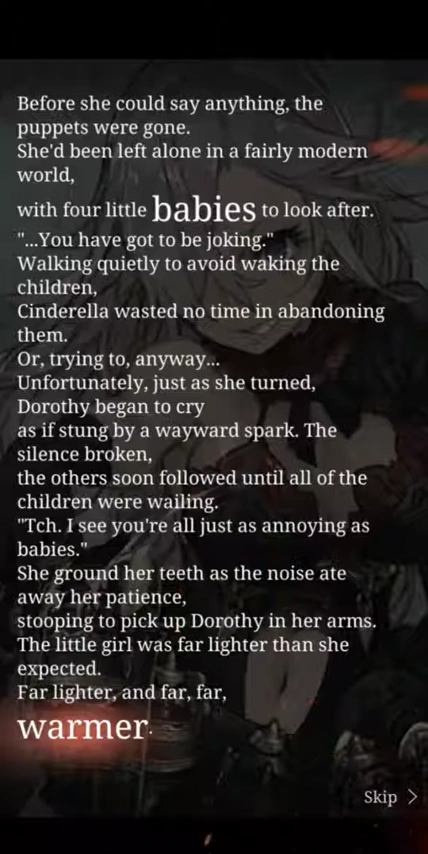 Before she could say anything, the
puppets were gone.
She'd been left alone in a fairly modern
world,
with four little babies to look after.
"...You have got to be joking."
Walking quietly to avoid waking the
children,
Cinderella wasted no time in abandoning
them.
Or, trying to, anyway...
Unfortunately, just as she turned,
Dorothy began to cry
as if stung by a wayward spark. The
silence broken,
the others soon followed until all of the
children were wailing.
"Tch. I see you're all just as annoying as
babies."
She ground her teeth as the noise ate
away her patience,
stooping to pick up Dorothy in her arms.
The little girl was far lighter than she
expected.
Far lighter, and far, far,
warmer.
Skip >